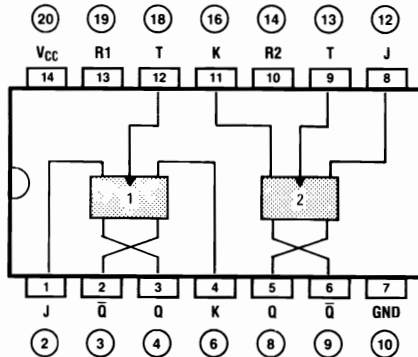 20 19 18 16 14 13 12
VCC R1 T K R2 T J
14 13 12 11 10 9 8
1 2
1 2 3 4 5 6 7
J Q̅ Q K Q Q̅ GND
2 3 4 6 8 9 10